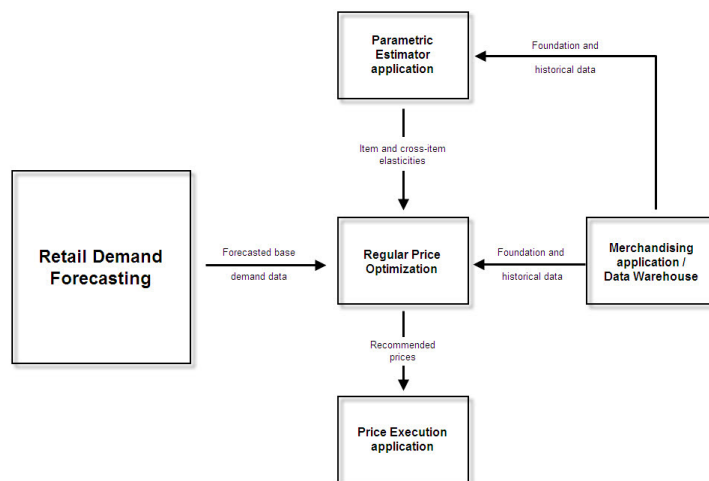 Parametric
Estimator
application
Foundation and
historical data
Item and cross-item
elasticities
Retail Demand
Forecasting
Forecasted base
demand data
Regular Price
Optimization
Foundation and
historical data
Merchandising
application /
Data Warehouse
Recommended
prices
Price Execution
application